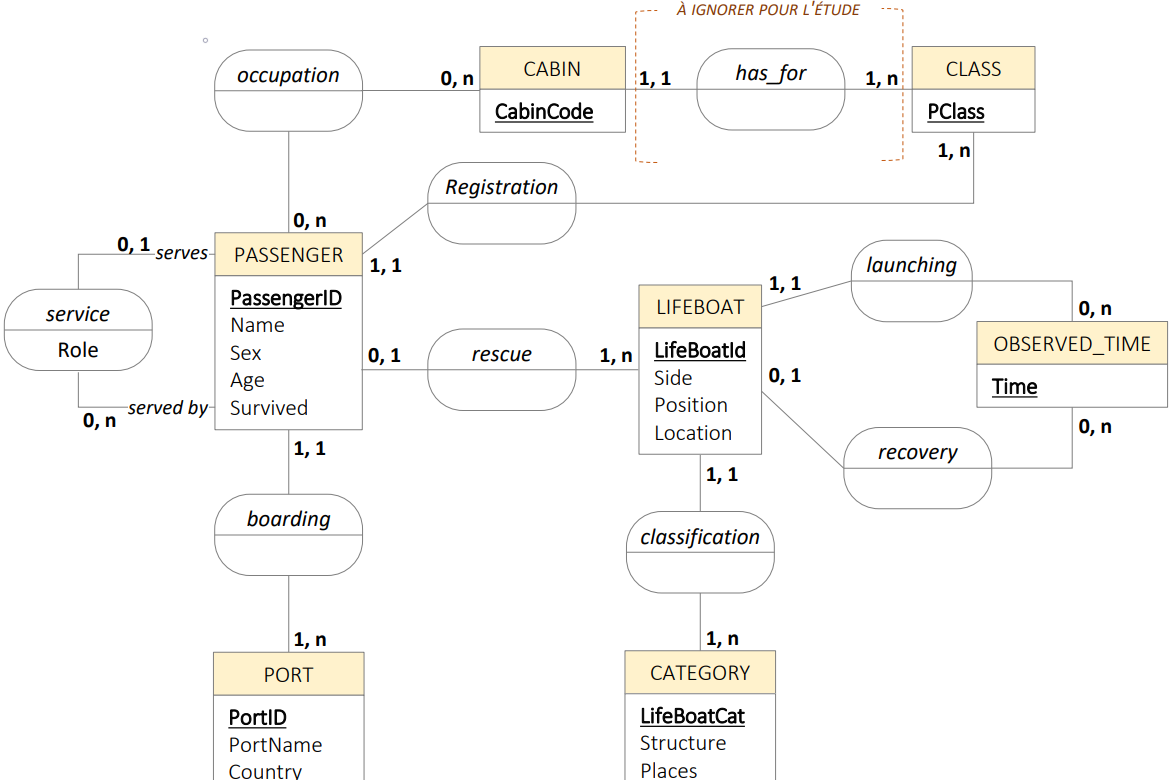 À IGNORER POUR L'ÉTUDE
occupation
0, n
CABIN
1, 1
has_for
1, n
CLASS
CabinCode
PClass
1, n
Registration
0, n
0, 1
serves
PASSENGER
1, 1
launching
1, 1
LIFEBOAT
0, n
OBSERVED_TIME
service
Role
PassengerID
Name
Sex
Age
Survived
0, 1
rescue
1, n
LifeBoatId
Side
Position
Location
0, 1
Time
served by
0, n
0, n
recovery
1, 1
1, 1
boarding
classification
1, n
1, n
PORT
CATEGORY
PortID
PortName
Country
LifeBoatCat
Structure
Places